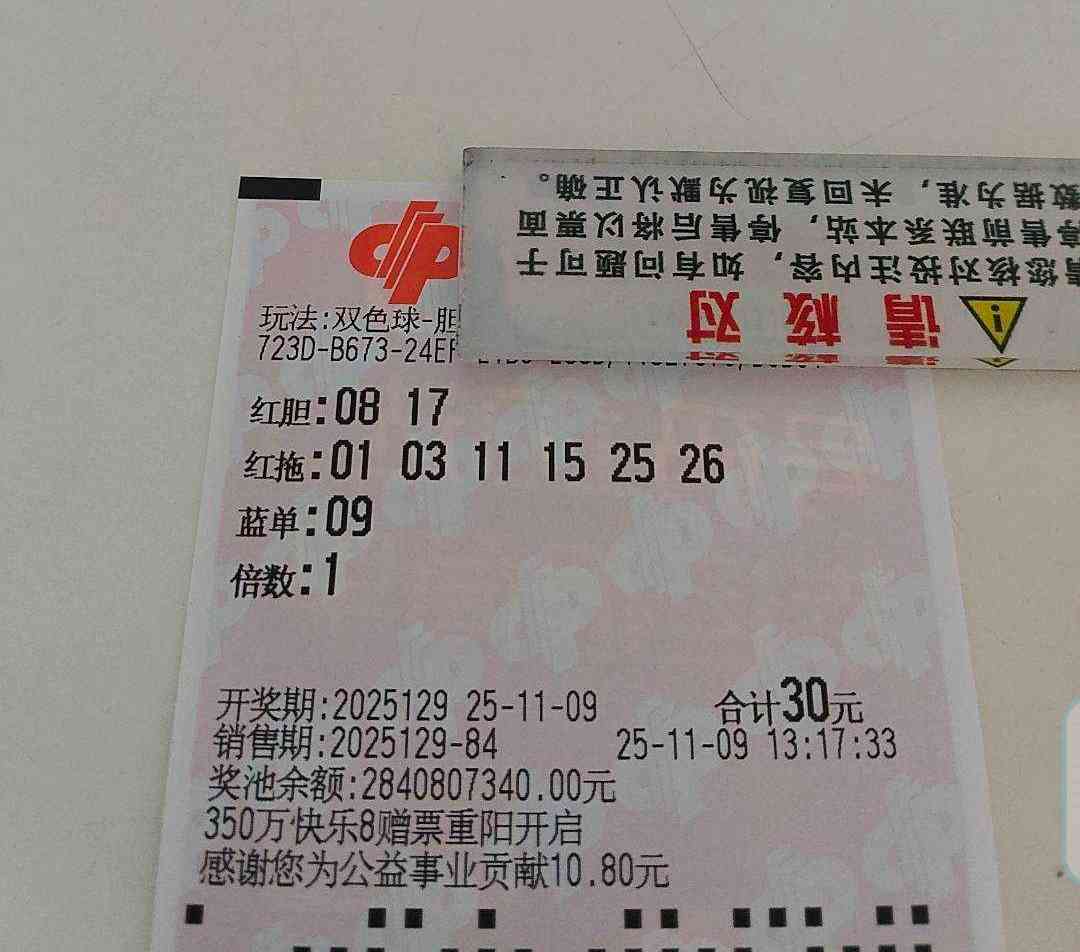 请核对
请您核对投注内容，如有问题可于
停售前联系本站，停售后将以票面
数据为准，未回复视为默认正确。
玩法:双色球-胆
723D-B673-24EF
红胆:08 17
红拖:01 03 11 15 25 26
蓝单:09
倍数:1
开奖期:2025129 25-11-09 合计30元
销售期:2025129-84 25-11-09 13:17:33
奖池余额:2840807340.00元
350万快乐8赠票重阳开启
感谢您为公益事业贡献10.80元